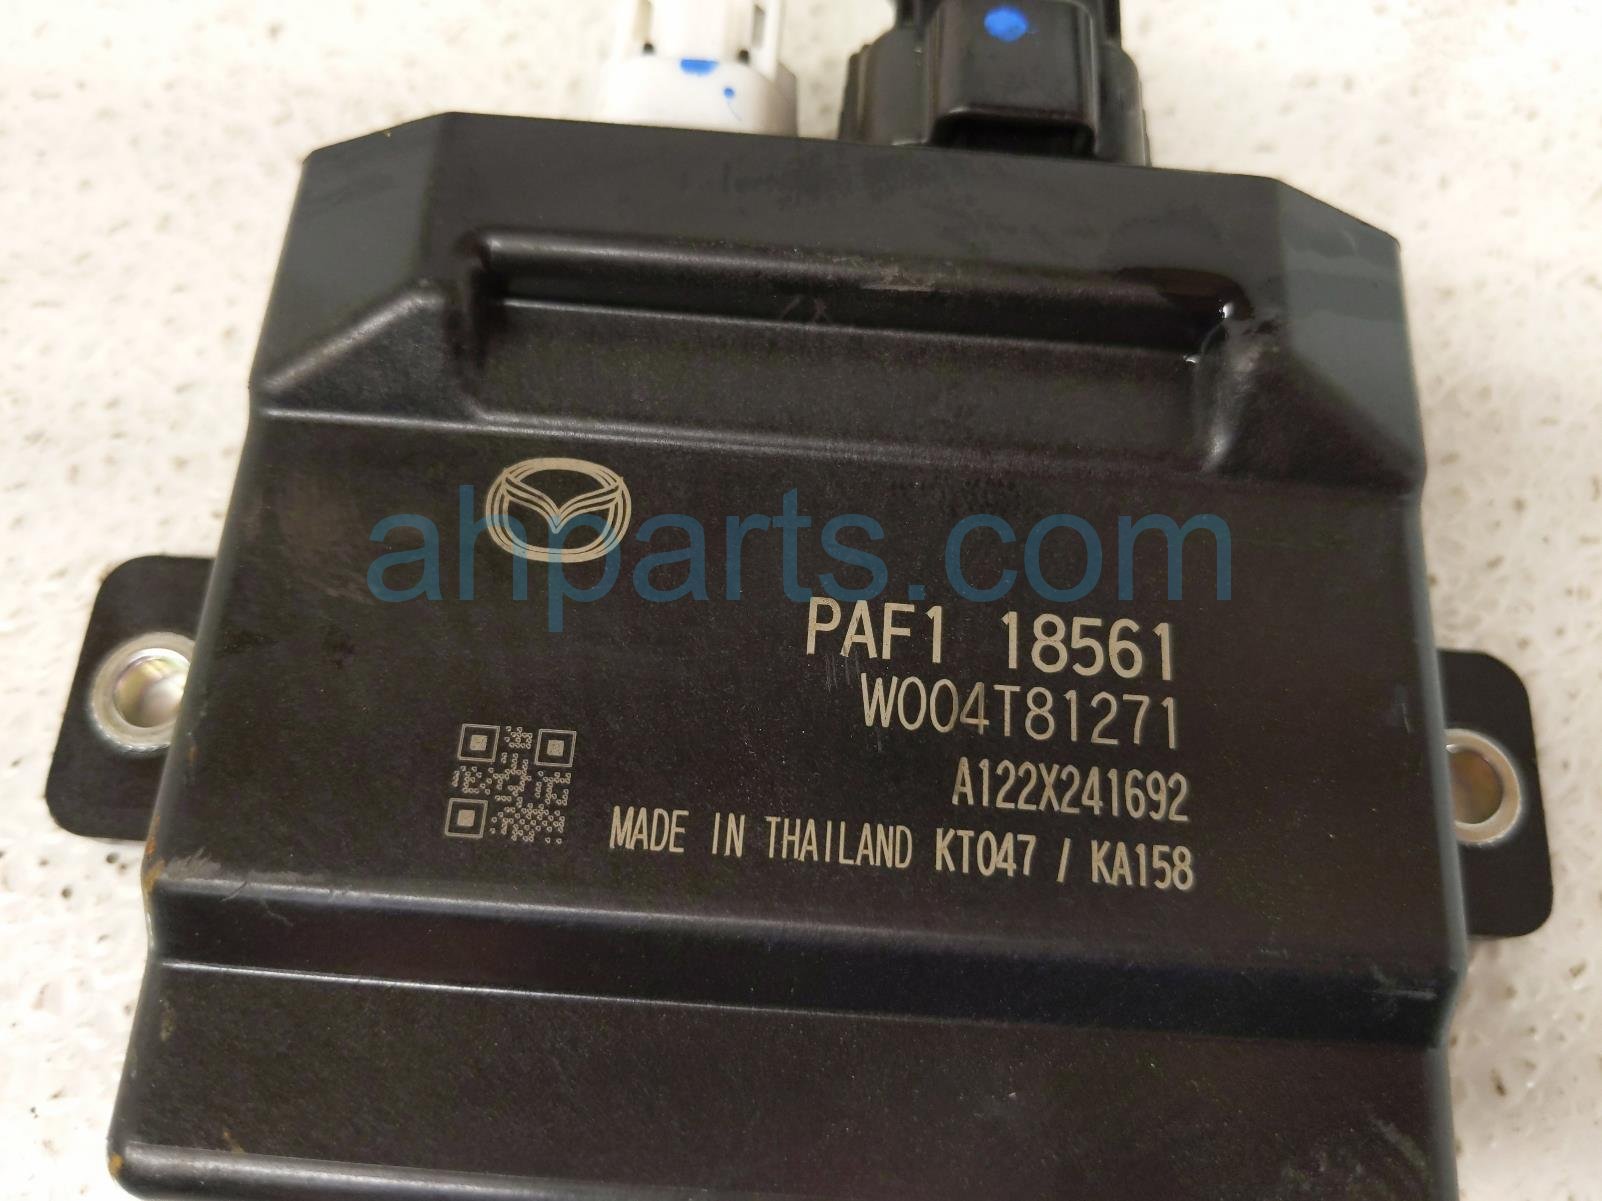 ahparts.com
PAF1 18561
W004T81271
A122X241692
MADE IN THAILAND KT047 / KA158